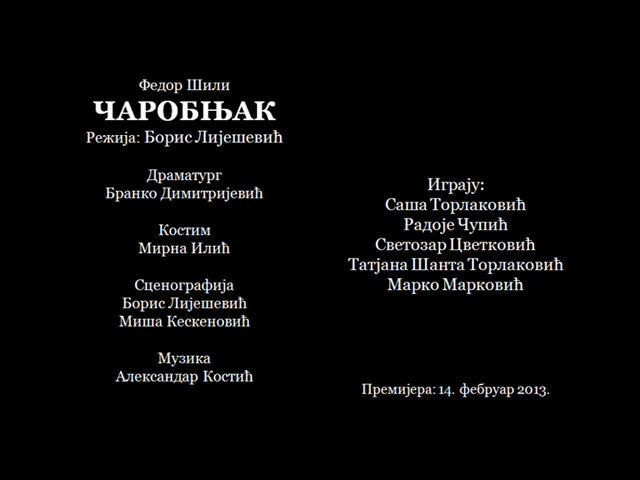 Федор Шили
ЧАРОБЊАК
Режија: Борис Лијешевић
Драматург
Бранко Димитријевић
Костим
Мирна Илић
Сценографија
Борис Лијешевић
Миша Кескеновић
Музика
Александар Костић
Играју:
Саша Торлаковић
Радоје Чупић
Светозар Цветковић
Татјана Шанта Торлаковић
Марко Марковић
Премијера: 14. фебруар 2013.